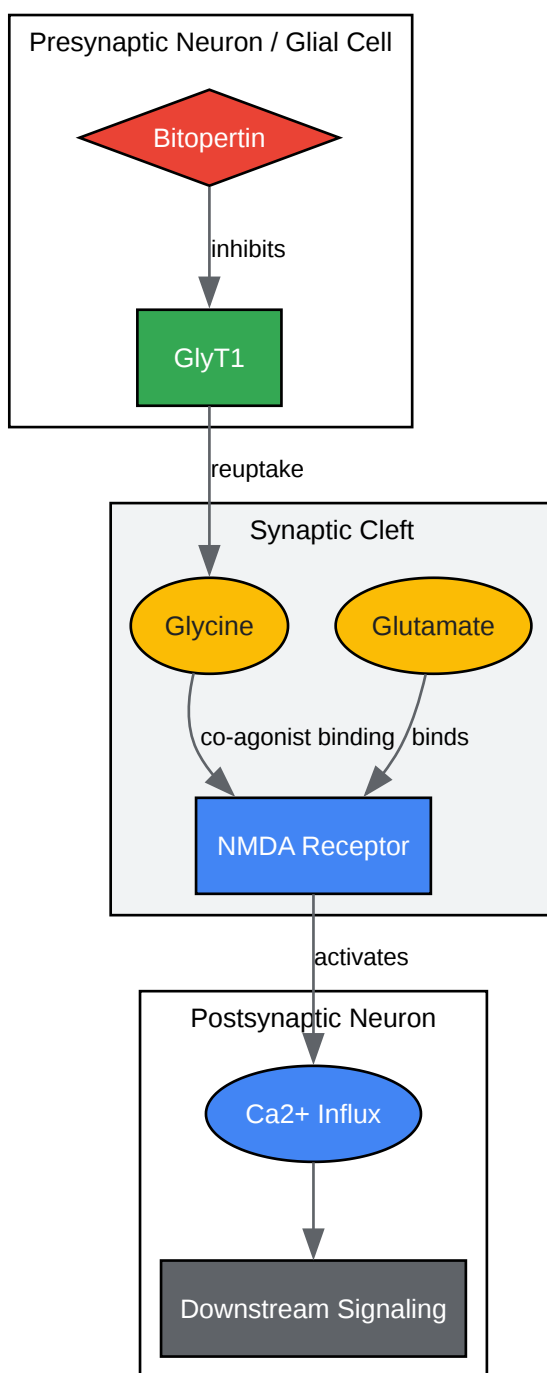 Presynaptic Neuron / Glial Cell
Bitopertin
inhibits
GlyT1
reuptake
Synaptic Cleft
Glycine
Glutamate
co-agonist binding
binds
NMDA Receptor
activates
Postsynaptic Neuron
Ca2+ Influx
Downstream Signaling